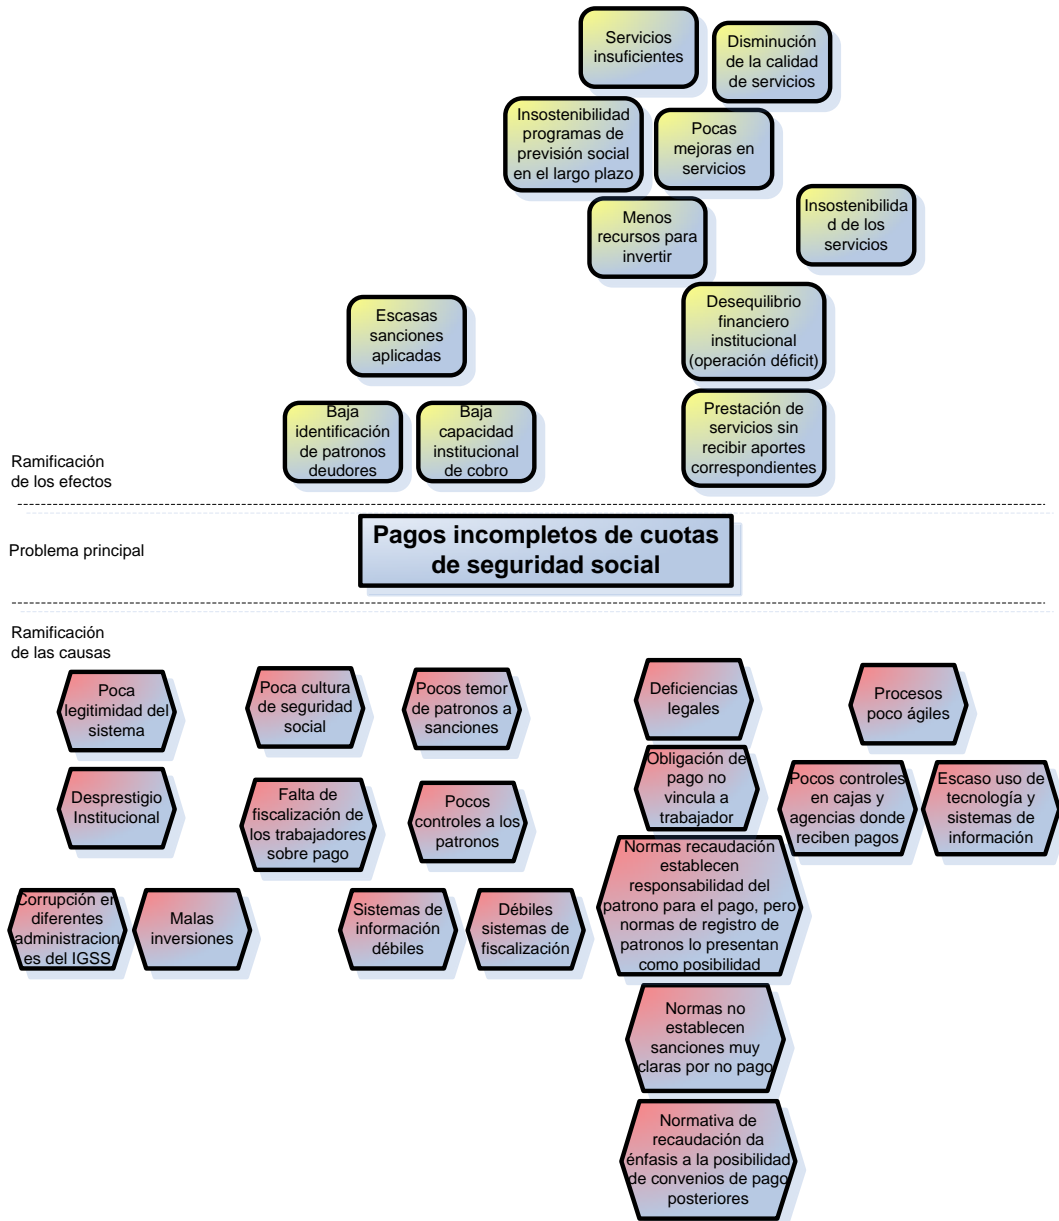 Servicios
insuficientes
Disminución
de la calidad
de servicios
Insostenibilidad
programas de
previsión social
en el largo plazo
Pocas
mejoras en
servicios
Menos
recursos para
invertir
Insostenibilida
d de los
servicios
Escasas
sanciones
aplicadas
Desequilibrio
financiero
institucional
(operación déficit)
Baja
identificación
de patronos
deudores
Baja
capacidad
institucional
de cobro
Prestación de
servicios sin
recibir aportes
correspondientes
Ramificación
de los efectos
Problema principal
Pagos incompletos de cuotas
de seguridad social
Ramificación
de las causas
Poca
legitimidad del
sistema
Poca cultura
de seguridad
social
Pocos temor
de patronos a
sanciones
Deficiencias
legales
Procesos
poco ágiles
Desprestigio
Institucional
Falta de
fiscalización de
los trabajadores
sobre pago
Pocos
controles a los
patronos
Obligación de
pago no
vincula a
trabajador
Pocos controles
en cajas y
agencias donde
reciben pagos
Escaso uso de
tecnología y
sistemas de
información
Corrupción en
diferentes
administracion
es del IGSS
Malas
inversiones
Sistemas de
información
débiles
Débiles
sistemas de
fiscalización
Normas recaudación
establecen
responsabilidad del
patrono para el pago, pero
normas de registro de
patronos lo presentan
como posibilidad
Normas no
establecen
sanciones muy
claras por no pago
Normativa de
recaudación da
énfasis a la posibilidad
de convenios de pago
posteriores